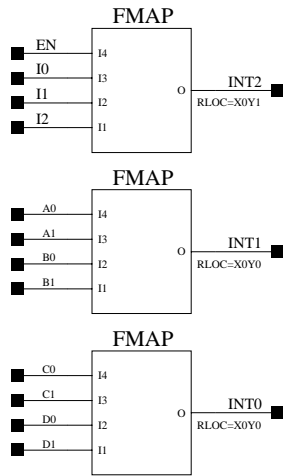 FMAP
EN I4
I0 I3
O INT2
I1 I2
RLOC=X0Y1
I2 I1
FMAP
A0 I4
A1 I3
O INT1
B0 I2
RLOC=X0Y0
B1 I1
FMAP
C0 I4
C1 I3
O INT0
D0 I2
RLOC=X0Y0
D1 I1